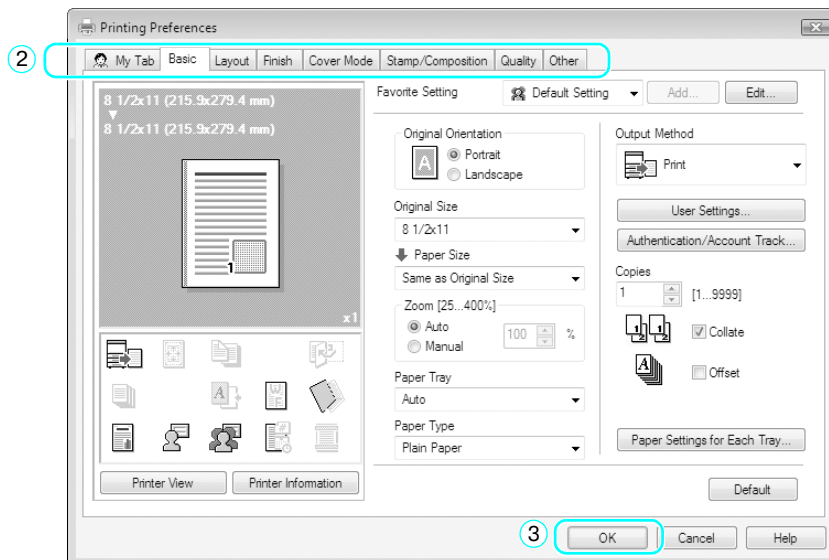 Printing Preferences
2
My Tab Basic Layout Finish Cover Mode Stamp/Composition Quality Other
8 1/2x11 (215.9x279.4 mm)
8 1/2x11 (215.9x279.4 mm)
1
x1
Printer View Printer Information
Favorite Setting Default Setting Add... Edit...
Original Orientation
A
Portrait
Landscape
Original Size
8 1/2x11
Paper Size
Same as Original Size
Zoom [25...400%]
Auto
Manual
100 %
Paper Tray
Auto
Paper Type
Plain Paper
Output Method
Print
User Settings...
Authentication/Account Track...
Copies
1 [1...9999]
Collate
Offset
Paper Settings for Each Tray...
Default
3
OK Cancel Help